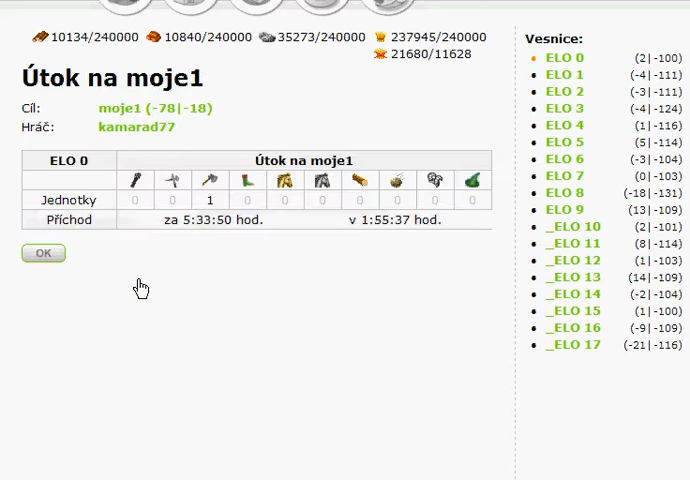 10134/240000 10840/240000 35273/240000 237945/240000
21680/11628
Útok na moje1
Cíl: moje1 (-78|-18)
Hráč: kamarad77
ELO 0 Útok na moje1
Jednotky 0 0 1 0 0 0 0 0 0 0
Příchod za 5:33:50 hod. v 1:55:37 hod.
OK
Vesnice:
• ELO 0 (2|-100)
• ELO 1 (-4|-111)
• ELO 2 (-3|-111)
• ELO 3 (-4|-124)
• ELO 4 (1|-116)
• ELO 5 (5|-114)
• ELO 6 (-3|-104)
• ELO 7 (0|-103)
• ELO 8 (-18|-131)
• ELO 9 (13|-109)
• _ELO 10 (2|-101)
• _ELO 11 (8|-114)
• _ELO 12 (1|-103)
• _ELO 13 (14|-109)
• _ELO 14 (-2|-104)
• _ELO 15 (1|-100)
• _ELO 16 (-9|-109)
• _ELO 17 (-21|-116)